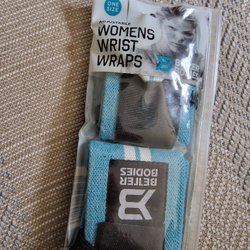 ONE
SIZE
ADJUSTABLE
WOMENS
WRIST
WRAPS
BETTER
BODIES